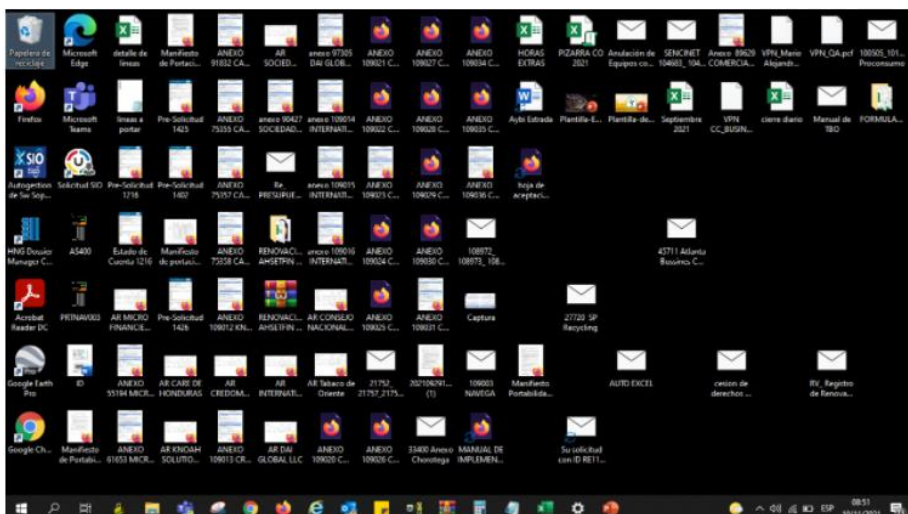 Papelera de
reciclaje
Microsoft
Edge
detalle de
lineas
Manifiesto
de Portaci...
ANEXO
91832 CA...
AR
SOCIED...
anexo 97305
DAI GLOB...
ANEXO
109021 C...
ANEXO
109027 C...
ANEXO
109034 C...
HORAS
EXTRAS
PIZARRA CO
2021
Anulación de
Equipos co...
SENCINET
104683_ 104...
Anexo 89629
COMERCIA...
VPN_Mario
Alejandr...
VPN_QA.pcf
100505_101...
Proconsumo
Firefox
Microsoft
Teams
lineas a
portar
Pre-Solicitud
1425
ANEXO
75355 CA...
anexo 90427
SOCIEDAD...
anexo 109014
INTERNATI...
ANEXO
109022 C...
ANEXO
109028 C...
ANEXO
109035 C...
Aybi Estrada
Plantilla-E...
Plantilla-de...
Septiembre
2021
VPN
CC_BUSIN...
cierre diario
Manual de
TBO
FORMULA...
Autogestion
de Sw Sop...
Solicitud SIO
Pre-Solicitud
1216
Pre-Solicitud
1402
ANEXO
75357 CA...
Re_
PRESUPUE...
anexo 109015
INTERNATI...
ANEXO
109023 C...
ANEXO
109029 C...
ANEXO
109036 C...
hoja de
aceptaci...
HNG Dossier
Manager C...
AS400
Estado de
Cuenta 1216
Manifiesto
de portaci...
ANEXO
75358 CA...
RENOVACI...
AHSETFIN ...
anexo 109016
INTERNATI...
ANEXO
109024 C...
ANEXO
109030 C...
108972_
108973_ 108...
45711 Atlanta
Bussines C...
Acrobat
Reader DC
PRTNAV003
AR MICRO
FINANCIE...
Pre-Solicitud
1426
ANEXO
109012 KN...
RENOVACI...
AHSETFIN ...
AR CONSEJO
NACIONAL...
ANEXO
109025 C...
ANEXO
109031 C...
Captura
27720 SP
Recycling
Google Earth
Pro
ID
ANEXO
55194 MICR...
AR CARE DE
HONDURAS
AR
CREDOM...
AR
INTERNATI...
AR Tabaco de
Oriente
21752_
21757_2175...
202109291...
(1)
109003
NAVEGA
Manifiesto
Portabilida...
AUTO EXCEL
cesion de
derechos ...
RV_ Registro
de Renova...
Google Ch...
Manifiesto
de Portabi...
ANEXO
61653 MICR...
AR KNOAH
SOLUTIO...
ANEXO
109013 CR...
AR DAI
GLOBAL LLC
ANEXO
109020 C...
ANEXO
109026 C...
33400 Anexo
Chorotega
MANUAL DE
IMPLEMEN...
Su solicitud
con ID RE11...
ESP
08:51